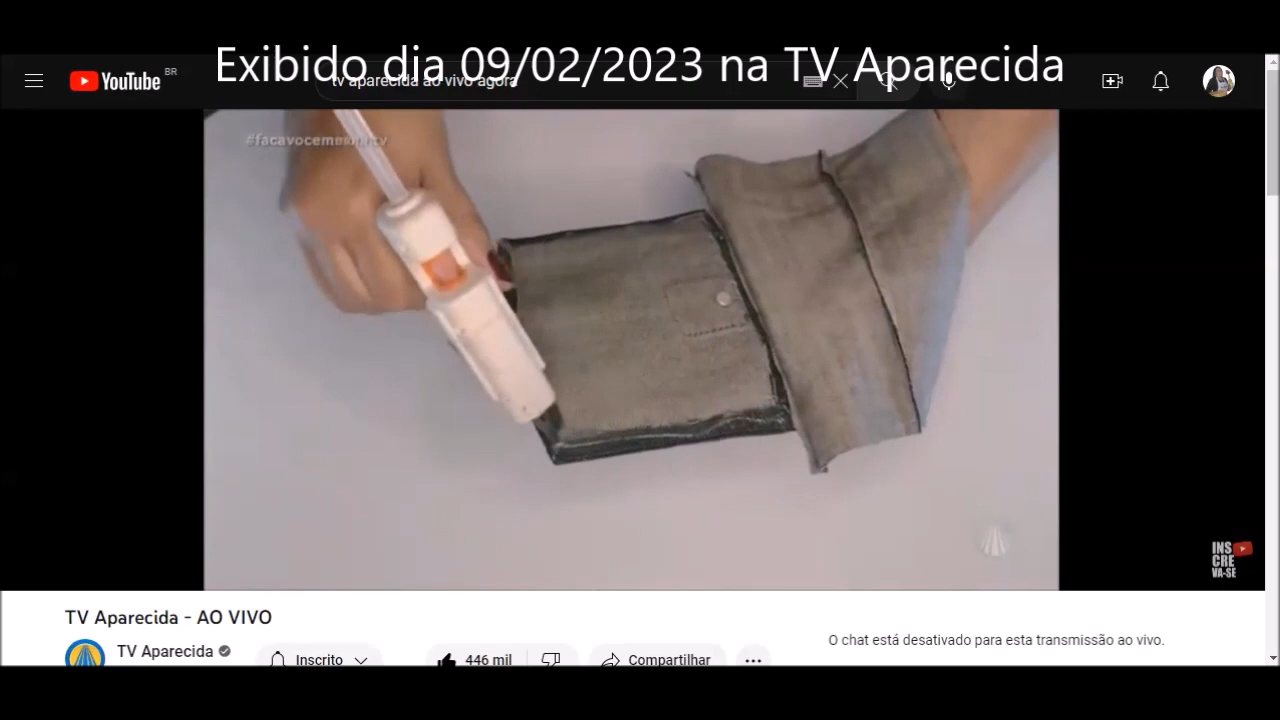 Exibido dia 09/02/2023 na TV Aparecida
YouTube BR
tv aparecida ao vivo agora
#facavocemesmntv
INS
CRE
VA-SE
TV Aparecida - AO VIVO
TV Aparecida
Inscrito
446 mil
Compartilhar
O chat está desativado para esta transmissão ao vivo.